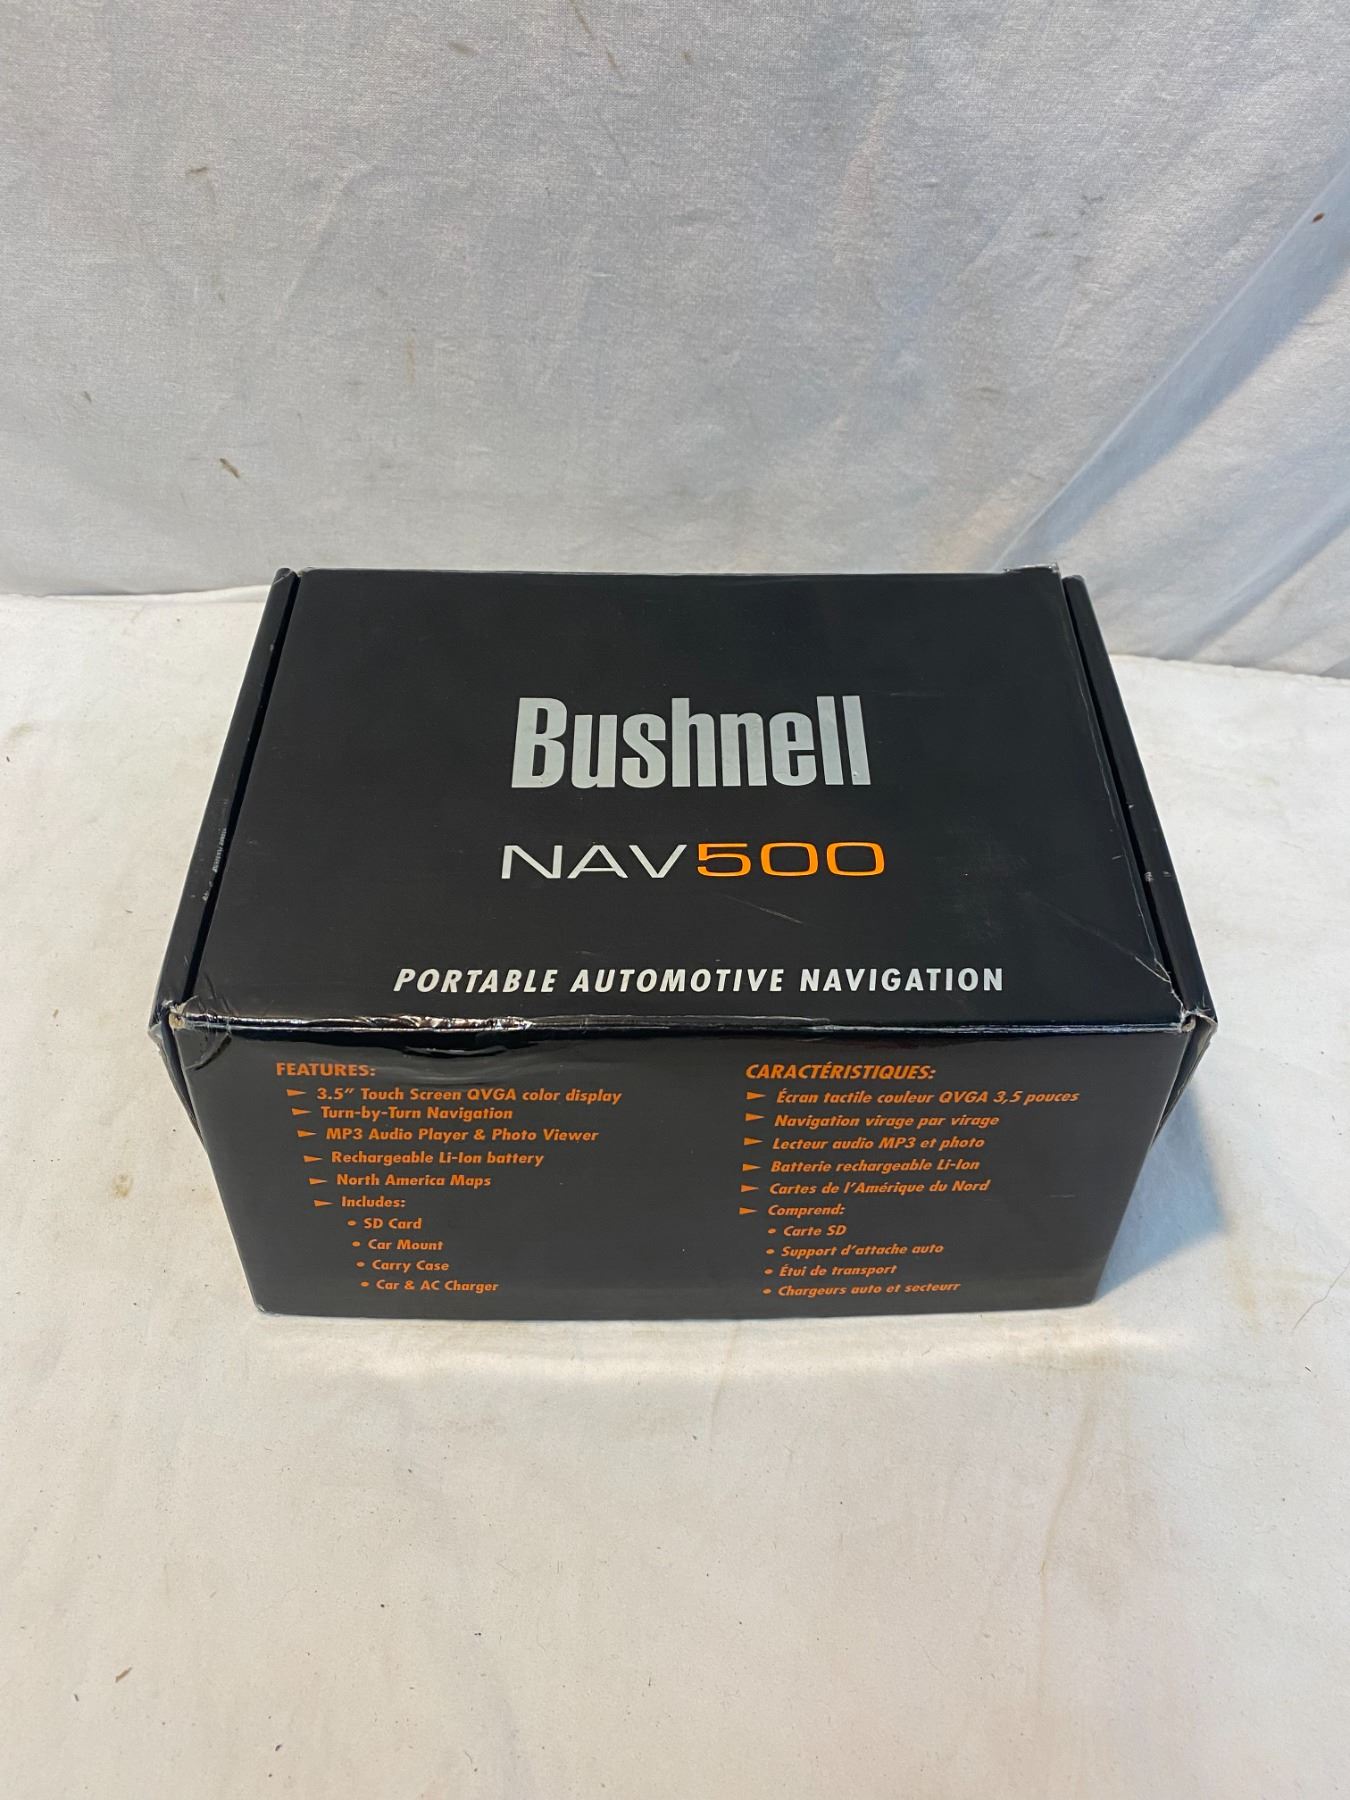 Bushnell
NAV500
PORTABLE AUTOMOTIVE NAVIGATION
FEATURES:
3.5" Touch Screen QVGA color display
Turn-by-Turn Navigation
MP3 Audio Player & Photo Viewer
Rechargeable Li-Ion battery
North America Maps
Includes:
• SD Card
• Car Mount
• Carry Case
• Car & AC Charger
CARACTÉRISTIQUES:
Écran tactile couleur QVGA 3,5 pouces
Navigation virage par virage
Lecteur audio MP3 et photo
Batterie rechargeable Li-Ion
Cartes de l'Amérique du Nord
Comprend:
• Carte SD
• Support d'attache auto
• Étui de transport
• Chargeurs auto et secteurr